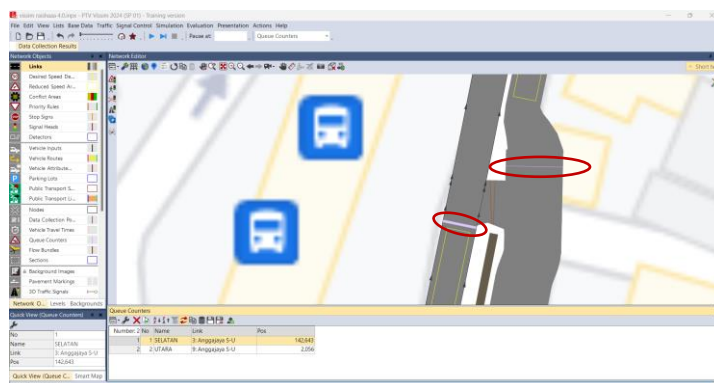 vissim rashaaa 4.0.inpx - PTV Vissim 2024 (SP 01) - Training version
File Edit View Lists Base Data Traffic Signal Control Simulation Evaluation Presentation Actions Help
Pause at: Queue Counters
Data Collection Results
Network Objects
Network Editor
Links
Desired Speed De...
Reduced Speed Ar...
Conflict Areas
Priority Rules
Stop Signs
Signal Heads
Detectors
Vehicle Inputs
Vehicle Routes
Vehicle Attribute...
Parking Lots
Public Transport S...
Public Transport Li...
Nodes
Data Collection Po...
Vehicle Travel Times
Queue Counters
Flow Bundles
Sections
Background Images
Pavement Markings
3D Traffic Signals
Network O... Levels Backgrounds
Quick View (Queue Counters)
No 1
Name SELATAN
Link 3: Anggajaya S-U
Pos 142,643
Quick View (Queue C... Smart Map
Queue Counters
Number: 2 No Name Link Pos
1 1 SELATAN 3: Anggajaya S-U 142,643
2 2 UTARA 9: Anggajaya S-U 2,056